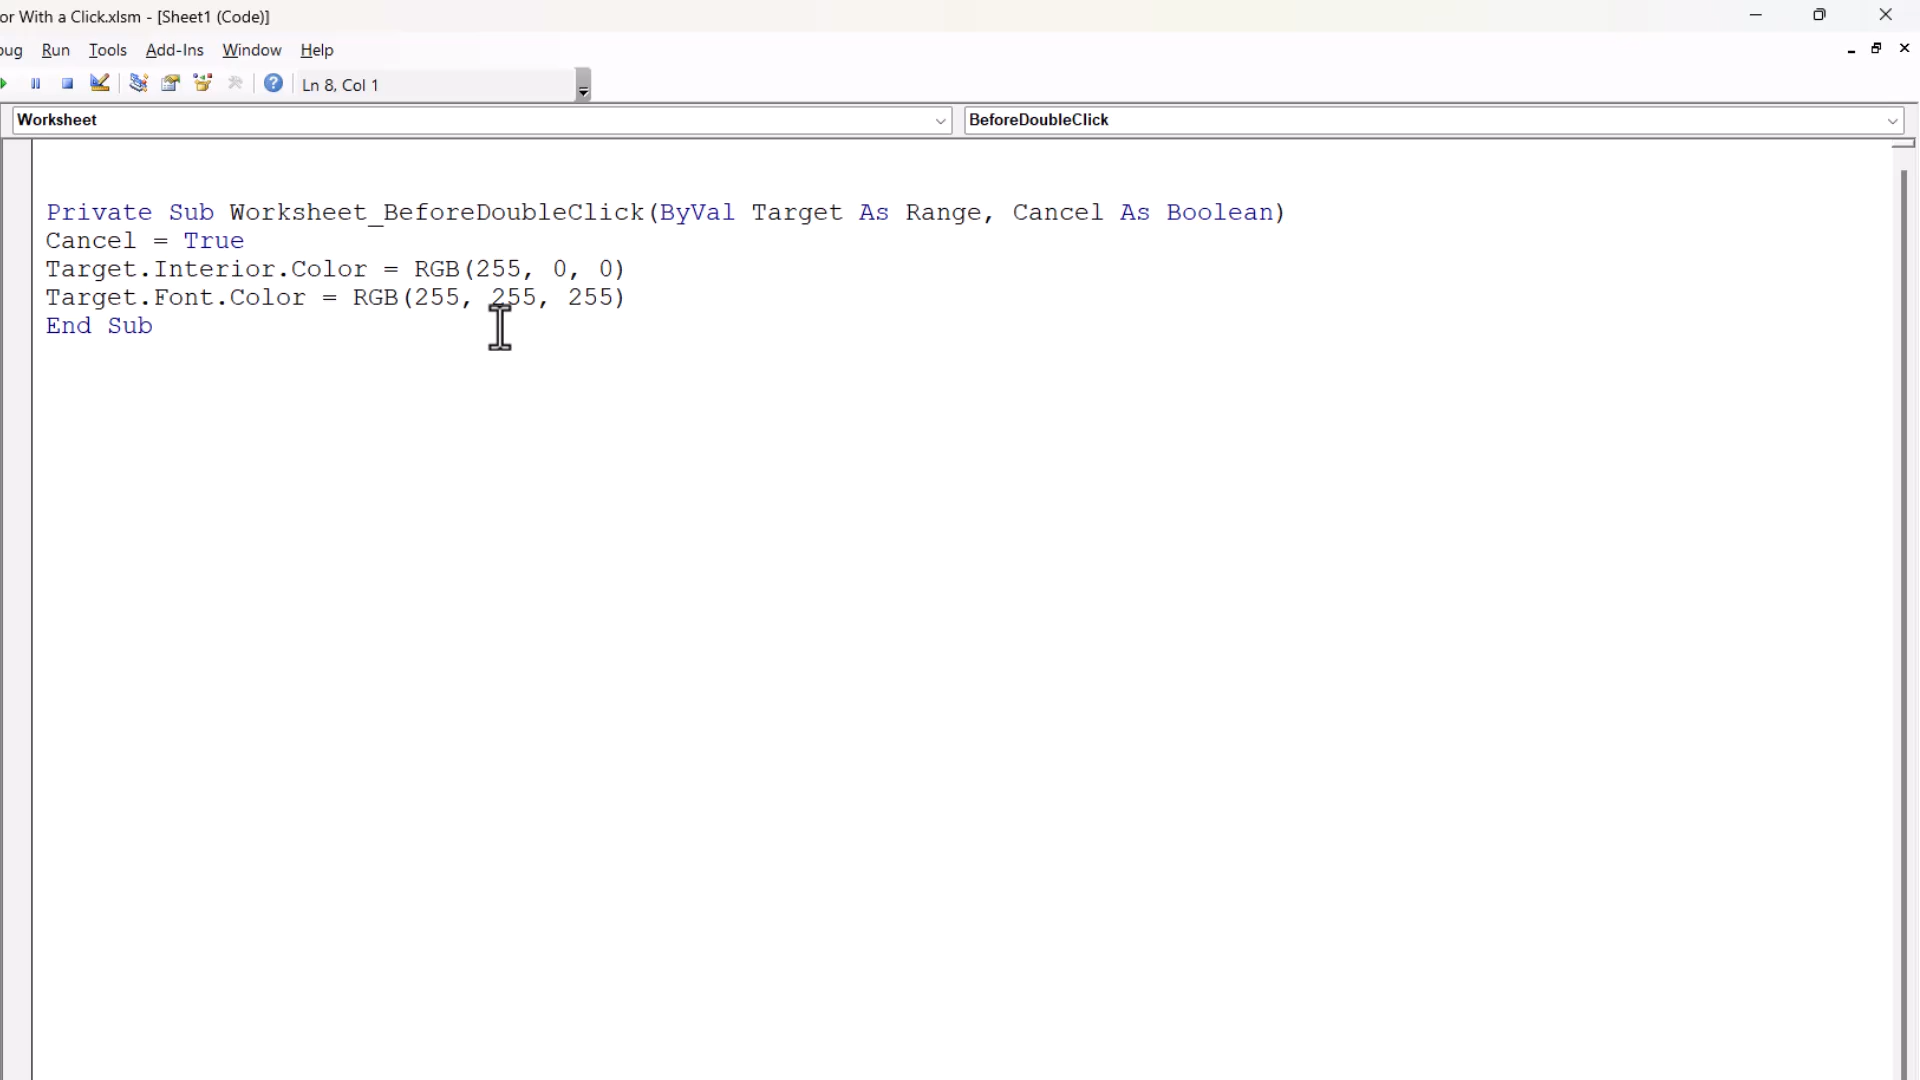 or With a Click.xlsm - [Sheet1 (Code)]
bug Run Tools Add-Ins Window Help
Ln 8, Col 1
Worksheet BeforeDoubleClick
Private Sub Worksheet_BeforeDoubleClick(ByVal Target As Range, Cancel As Boolean)
Cancel = True
Target.Interior.Color = RGB(255, 0, 0)
Target.Font.Color = RGB(255, 255, 255)
End Sub